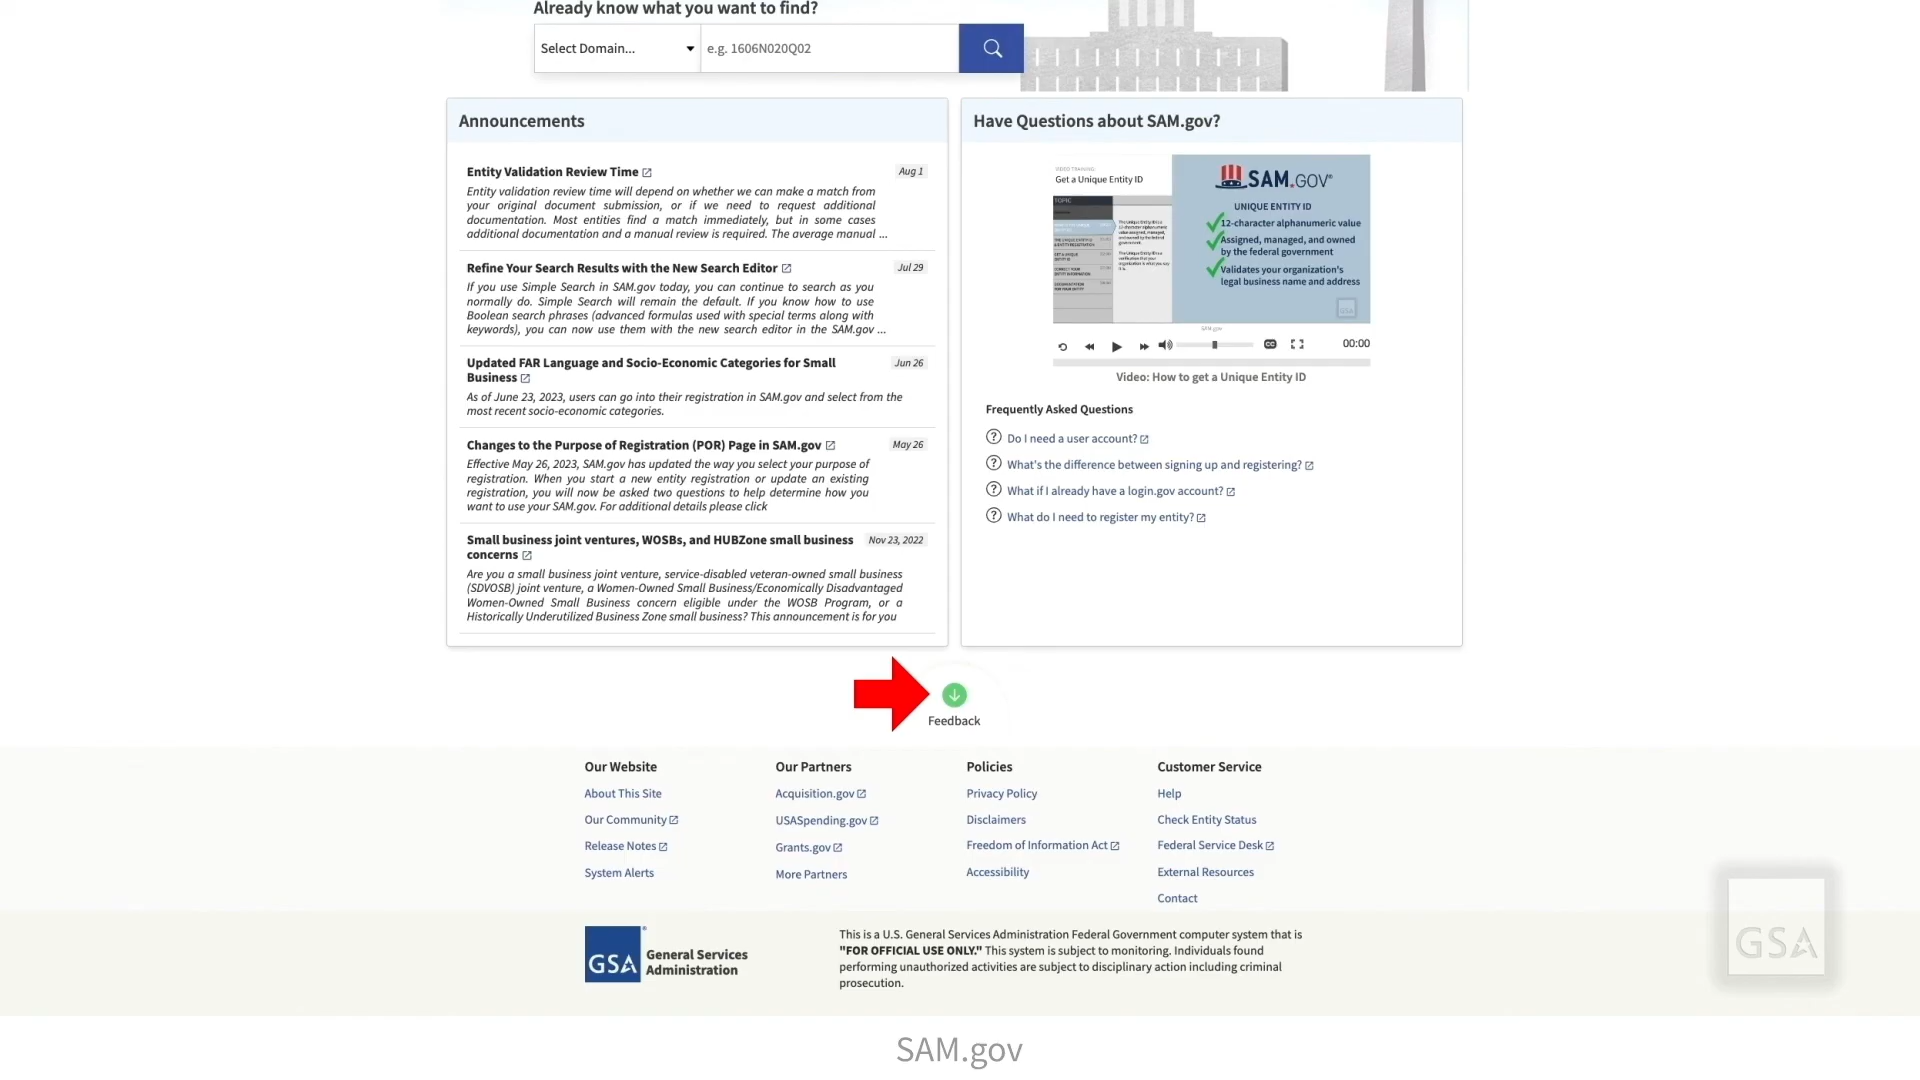 Already know what you want to find?
Select Domain...
e.g. 1606N020Q02
Announcements
Entity Validation Review Time
Aug 1
Entity validation review time will depend on whether we can make a match from
your original document submission, or if we need to request additional
documentation. Most entities find a match immediately, but in some cases
additional documentation and a manual review is required. The average manual ...
Refine Your Search Results with the New Search Editor
Jul 29
If you use Simple Search in SAM.gov today, you can continue to search as you
normally do. Simple Search will remain the default. If you know how to use
Boolean search phrases (advanced formulas used with special terms along with
keywords), you can now use them with the new search editor in the SAM.gov ...
Updated FAR Language and Socio-Economic Categories for Small
Business
Jun 26
As of June 23, 2023, users can go into their registration in SAM.gov and select from the
most recent socio-economic categories.
Changes to the Purpose of Registration (POR) Page in SAM.gov
May 26
Effective May 26, 2023, SAM.gov has updated the way you select your purpose of
registration. When you start a new entity registration or update an existing
registration, you will now be asked two questions to help determine how you
want to use your SAM.gov. For additional details please click
Small business joint ventures, WOSBs, and HUBZone small business
concerns
Nov 23, 2022
Are you a small business joint venture, service-disabled veteran-owned small business
(SDVOSB) joint venture, a Women-Owned Small Business/Economically Disadvantaged
Women-Owned Small Business concern eligible under the WOSB Program, or a
Historically Underutilized Business Zone small business? This announcement is for you
Have Questions about SAM.gov?
VIDEO TRAINING
Get a Unique Entity ID
TOPIC
SAM.GOV®
UNIQUE ENTITY ID
12-character alphanumeric value
Assigned, managed, and owned
by the federal government
Validates your organization's
legal business name and address
GSA
SAM.gov
00:00
Video: How to get a Unique Entity ID
Frequently Asked Questions
Do I need a user account?
What's the difference between signing up and registering?
What if I already have a login.gov account?
What do I need to register my entity?
Feedback
Our Website
About This Site
Our Community
Release Notes
System Alerts
Our Partners
Acquisition.gov
USASpending.gov
Grants.gov
More Partners
Policies
Privacy Policy
Disclaimers
Freedom of Information Act
Accessibility
Customer Service
Help
Check Entity Status
Federal Service Desk
External Resources
Contact
GSA
General Services
Administration
This is a U.S. General Services Administration Federal Government computer system that is
"FOR OFFICIAL USE ONLY." This system is subject to monitoring. Individuals found
performing unauthorized activities are subject to disciplinary action including criminal
prosecution.
GSA
SAM.gov